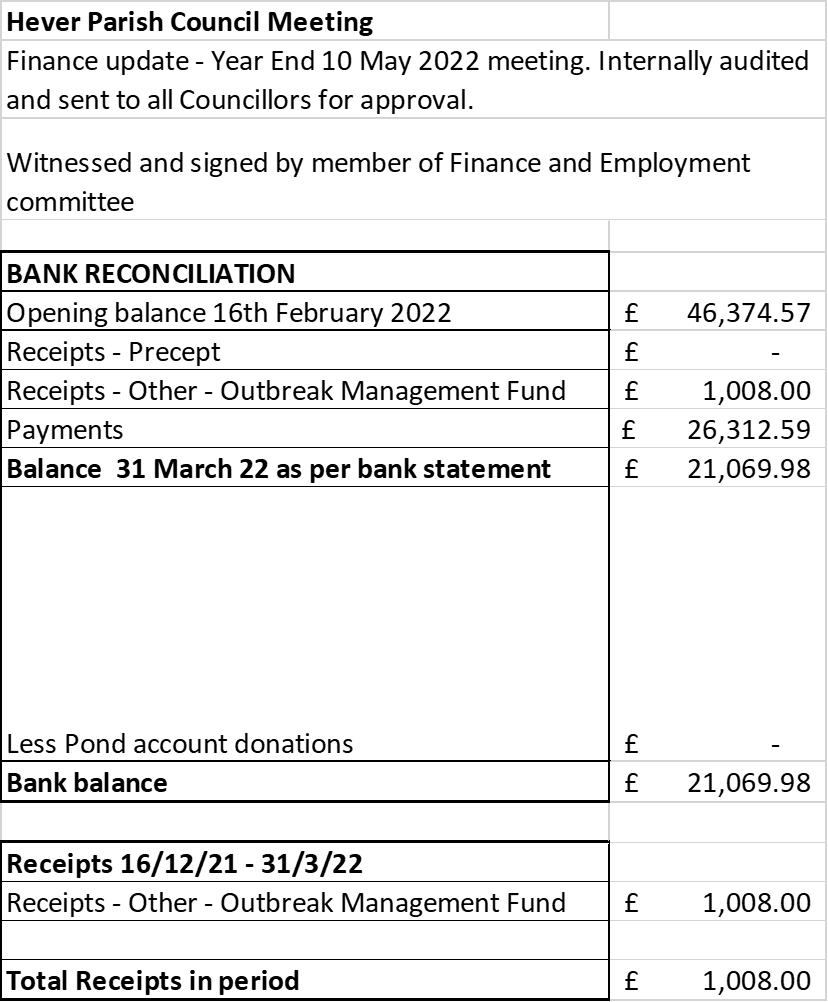 Hever Parish Council Meeting
Finance update - Year End 10 May 2022 meeting. Internally audited
and sent to all Councillors for approval.
Witnessed and signed by member of Finance and Employment
committee
BANK RECONCILIATION
Opening balance 16th February 2022 £ 46,374.57
Receipts - Precept £ -
Receipts - Other - Outbreak Management Fund £ 1,008.00
Payments £ 26,312.59
Balance 31 March 22 as per bank statement £ 21,069.98
Less Pond account donations £ -
Bank balance £ 21,069.98
Receipts 16/12/21 - 31/3/22
Receipts - Other - Outbreak Management Fund £ 1,008.00
Total Receipts in period £ 1,008.00